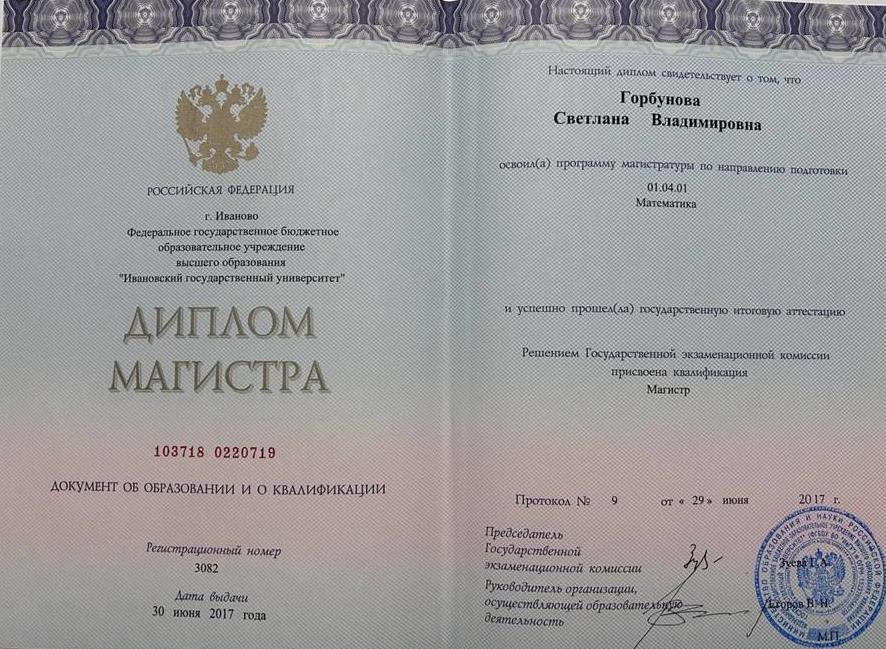 РОССИЙСКАЯ ФЕДЕРАЦИЯ
г. Иваново
Федеральное государственное бюджетное
образовательное учреждение
высшего образования
"Ивановский государственный университет"
ДИПЛОМ
МАГИСТРА
103718 0220719
ДОКУМЕНТ ОБ ОБРАЗОВАНИИ И О КВАЛИФИКАЦИИ
Регистрационный номер
3082
Дата выдачи
30 июня 2017 года
Настоящий диплом свидетельствует о том, что
Горбунова
Светлана Владимировна
освоил(а) программу магистратуры по направлению подготовки
01.04.01
Математика
и успешно прошел(ла) государственную итоговую аттестацию
Решением Государственной экзаменационной комиссии
присвоена квалификация
Магистр
Протокол № 9 от « 29 » июня 2017 г.
Председатель
Государственной
экзаменационной комиссии
Зуева Г.А.
Руководитель организации,
осуществляющей образовательную
деятельность
Егоров В.Н.
М.П.